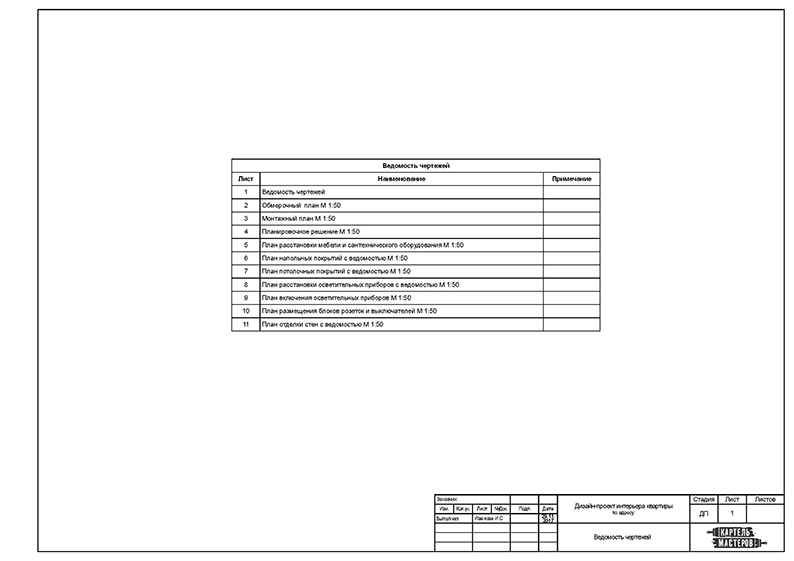 Ведомость чертежей
Лист Наименование Примечание
1 Ведомость чертежей
2 Обмерочный план М 1:50
3 Монтажный план М 1:50
4 Планировочное решение М 1:50
5 План расстановки мебели и сантехнического оборудования М 1:50
6 План напольных покрытий с ведомостью М 1:50
7 План потолочных покрытий с ведомостью М 1:50
8 План расстановки осветительных приборов с ведомостью М 1:50
9 План включения осветительных приборов М 1:50
10 План размещения блоков розеток и выключателей М 1:50
11 План отделки стен с ведомостью М 1:50
Заказчик:
Изм. Кол.уч. Лист №Док. Подп. Дата
Выполнил Иванова И.С
Дизайн-проект интерьера квартиры
по адресу
Стадия Лист Листов
ДП 1
Ведомость чертежей
КАРТЕЛЬ
МАСТЕРОВ